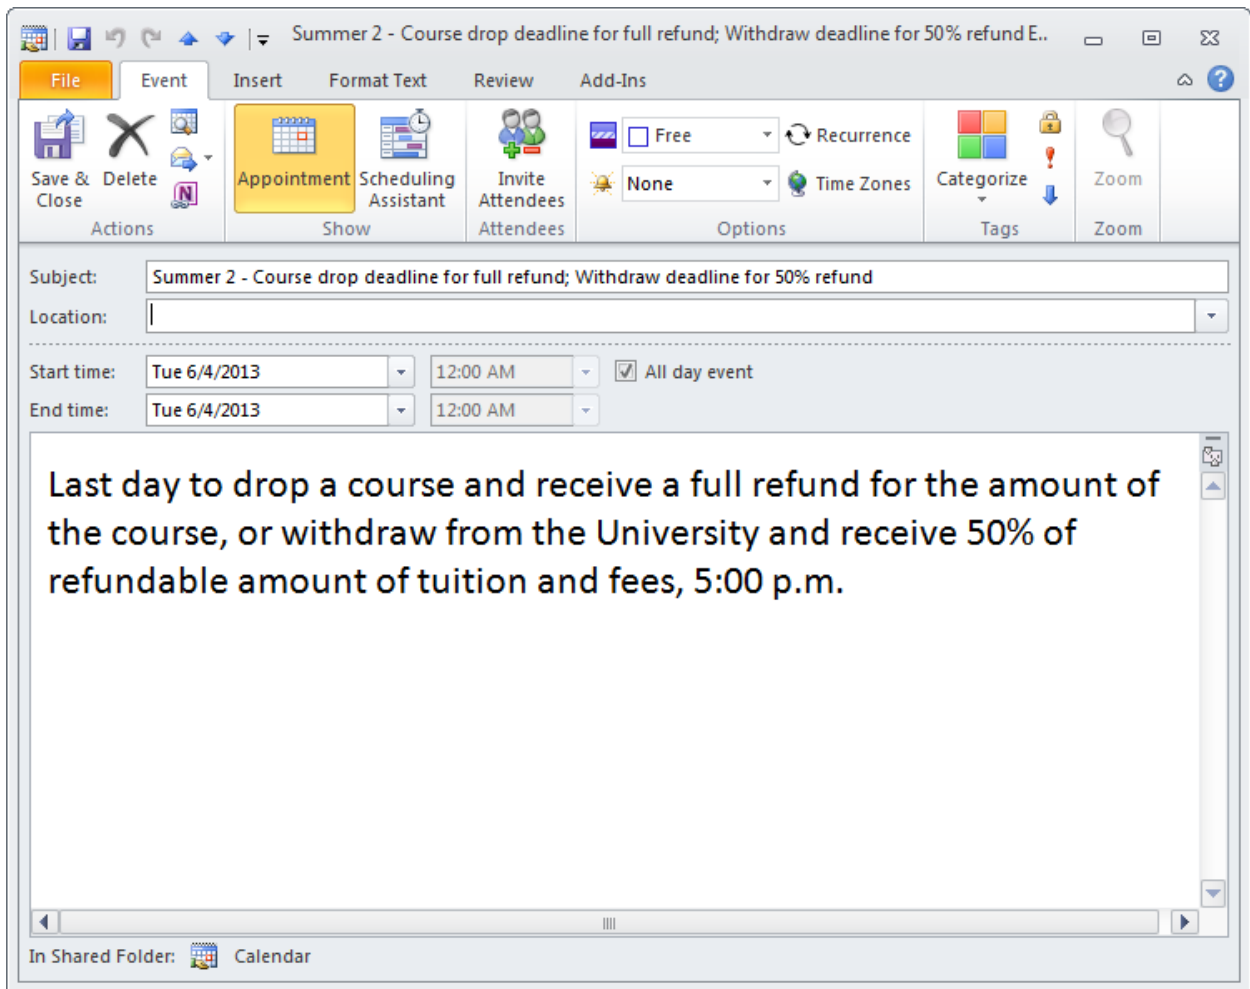 Summer 2 - Course drop deadline for full refund; Withdraw deadline for 50% refund E..
File Event Insert Format Text Review Add-Ins
Save & Close Delete Appointment Scheduling Assistant Invite Attendees Free Recurrence None Time Zones Categorize Zoom
Actions Show Attendees Options Tags Zoom
Subject: Summer 2 - Course drop deadline for full refund; Withdraw deadline for 50% refund
Location:
Start time: Tue 6/4/2013 12:00 AM All day event
End time: Tue 6/4/2013 12:00 AM
Last day to drop a course and receive a full refund for the amount of
the course, or withdraw from the University and receive 50% of
refundable amount of tuition and fees, 5:00 p.m.
In Shared Folder: Calendar